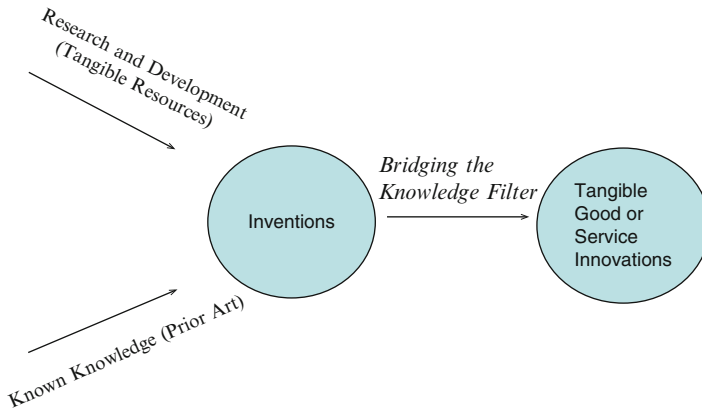 Research and Development
(Tangible Resources)
Inventions
Bridging the
Knowledge Filter
Tangible
Good or
Service
Innovations
Known Knowledge (Prior Art)